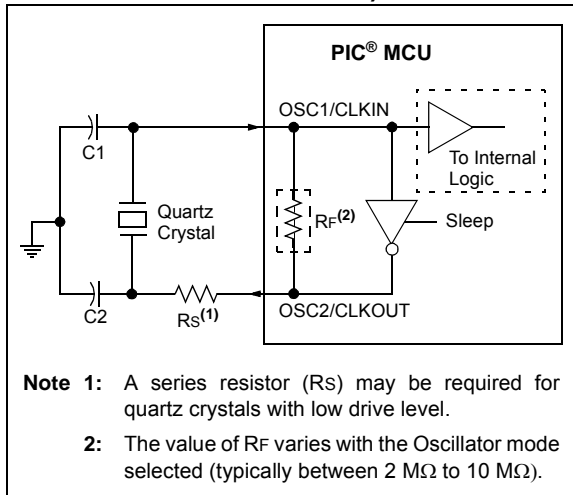 PIC® MCU
OSC1/CLKIN
C1
To Internal
Logic
Quartz
Crystal
RF(2)
Sleep
C2
RS(1)
OSC2/CLKOUT
Note 1: A series resistor (RS) may be required for
quartz crystals with low drive level.
2: The value of RF varies with the Oscillator mode
selected (typically between 2 MΩ to 10 MΩ).